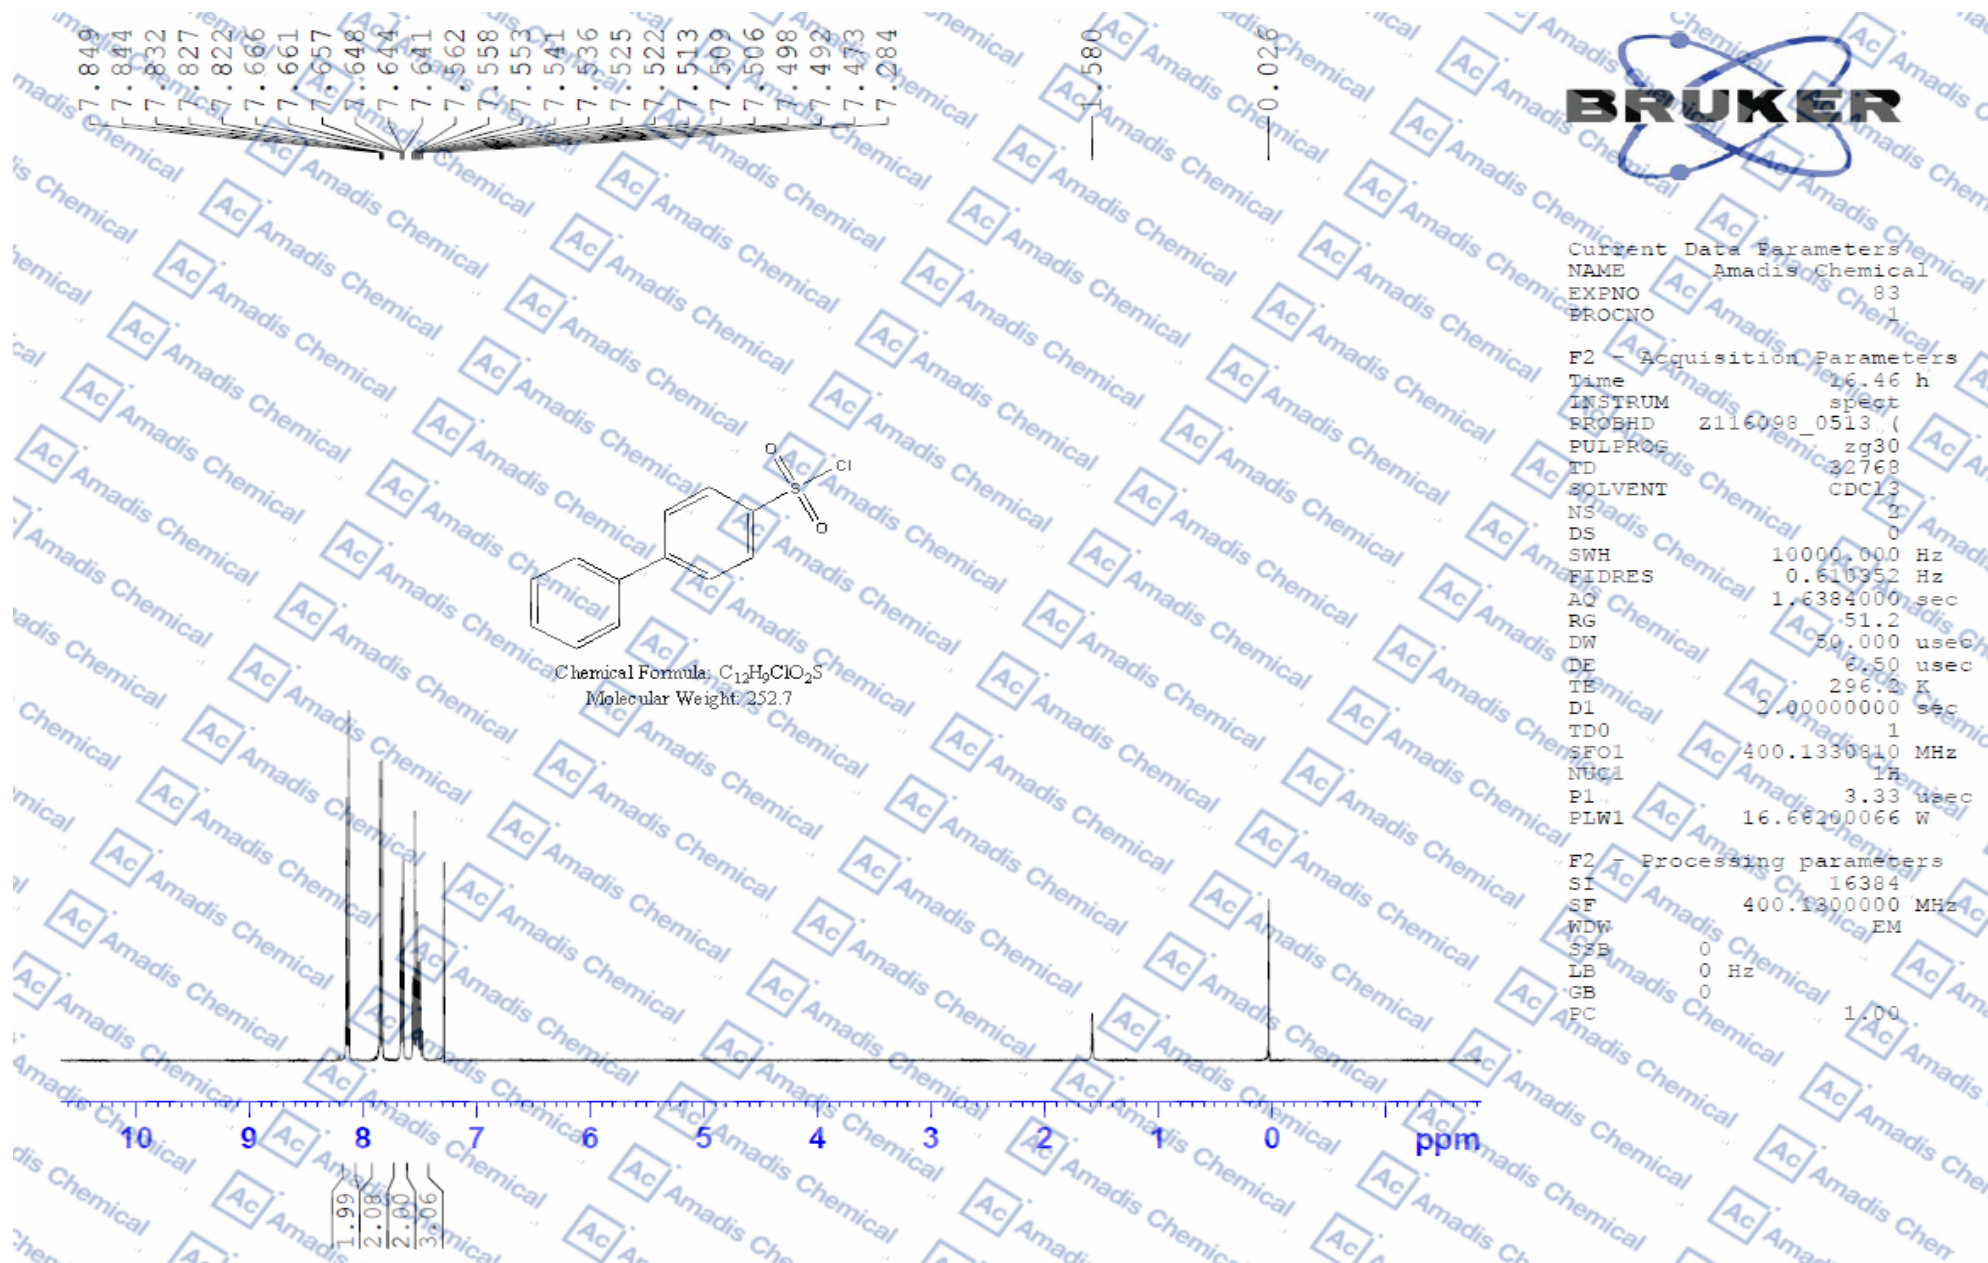 7.849
7.844
7.832
7.827
7.822
7.666
7.661
7.657
7.648
7.644
7.641
7.562
7.558
7.553
7.541
7.536
7.525
7.522
7.513
7.509
7.506
7.498
7.492
7.473
7.284
1.580
0.026
BRUKER
Current Data Parameters
NAME Amadis Chemical
EXPNO 83
PROCNO 1
F2 - Acquisition Parameters
Time 16.46 h
INSTRUM spect
PROBHD Z116098_0513 (
PULPROG zg30
TD 32768
SOLVENT CDCl3
NS 2
DS 0
SWH 10000.000 Hz
FIDRES 0.610352 Hz
AQ 1.6384000 sec
RG 51.2
DW 50.000 usec
DE 6.50 usec
TE 296.2 K
D1 2.00000000 sec
TD0 1
SFO1 400.1330810 MHz
NUC1 1H
P1 3.33 usec
PLW1 16.66200066 W
F2 - Processing parameters
SI 16384
SF 400.1300000 MHz
WDW EM
SSB 0
LB 0 Hz
GB 0
PC 1.00
O
Cl
S
O
Chemical Formula: C12H9ClO2S
Molecular Weight: 252.7
10 9 8 7 6 5 4 3 2 1 0 ppm
1.99
2.08
2.00
3.06
Ac Amadis Chemical